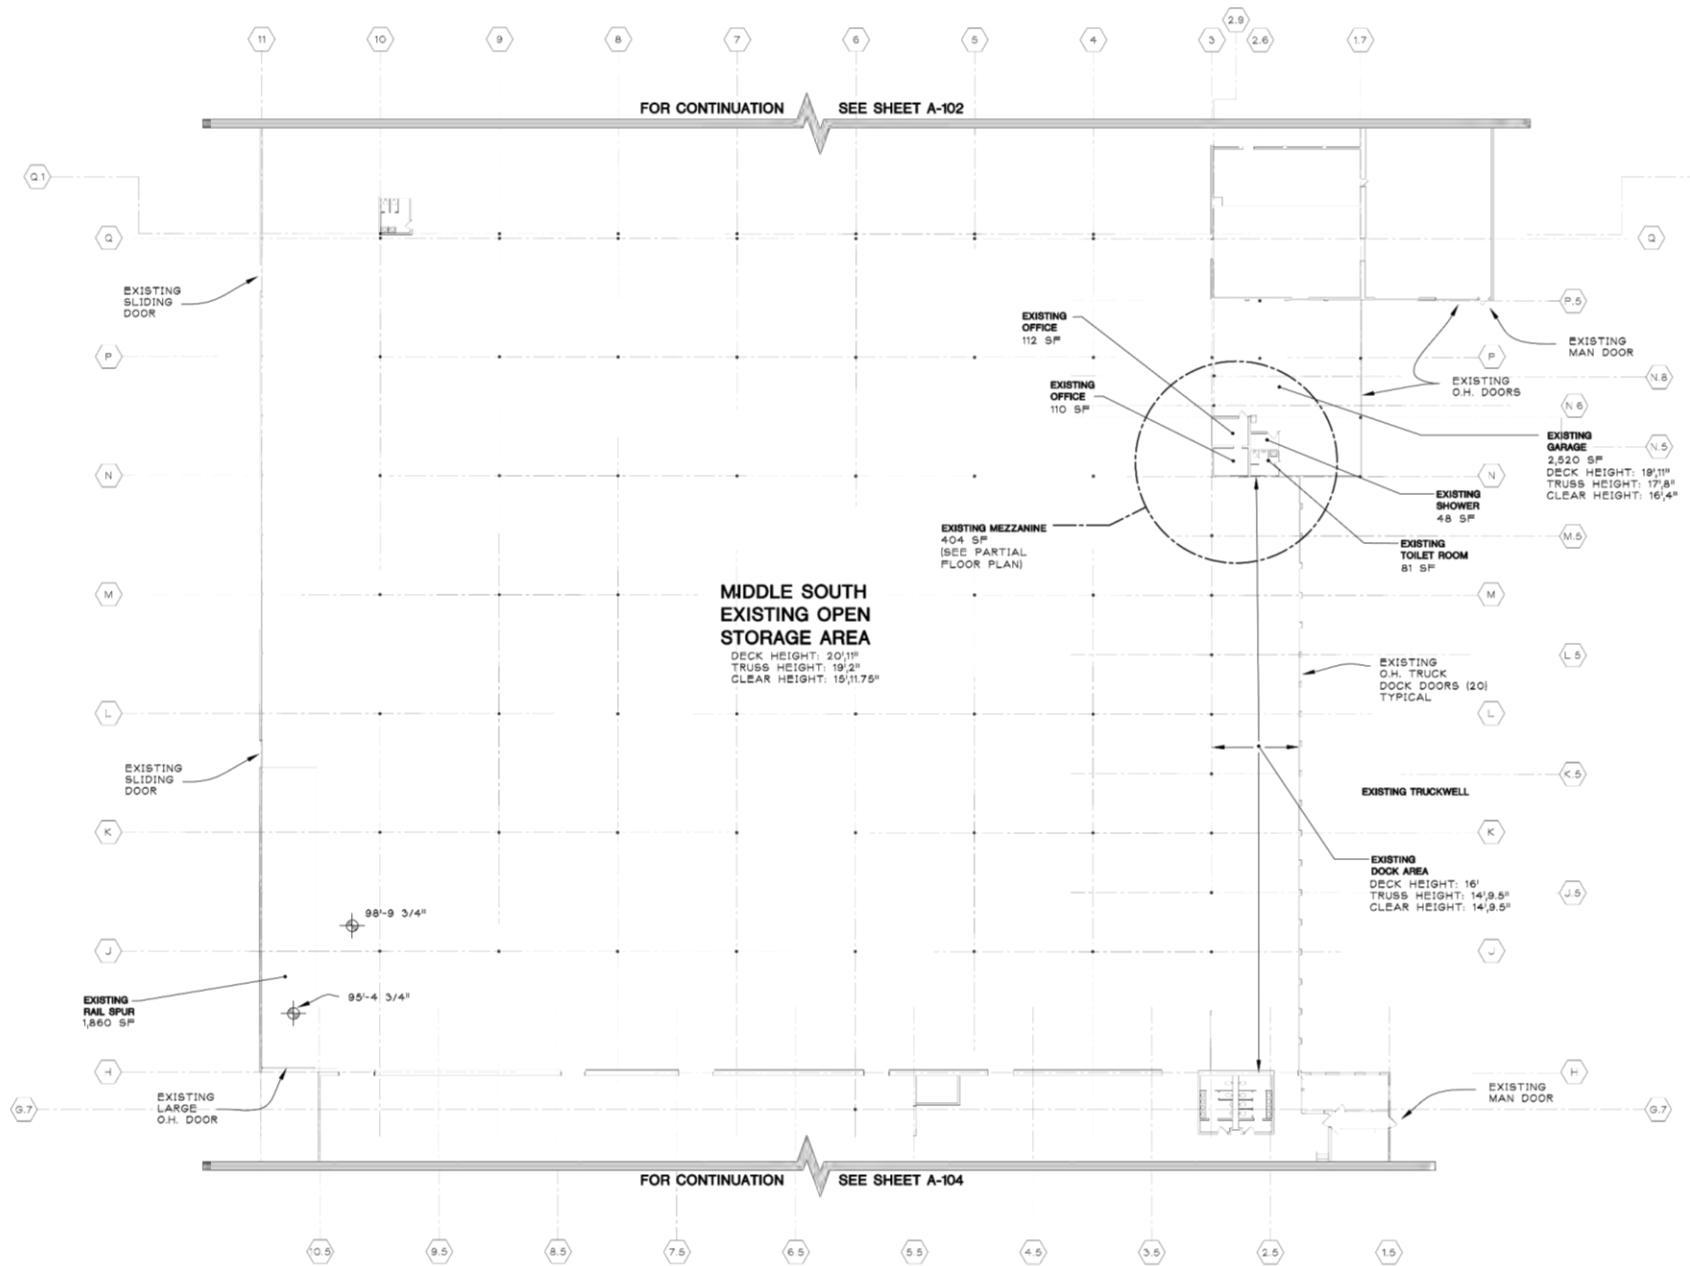 2.9
11
10
9
8
7
6
5
4
3
2.6
1.7
FOR CONTINUATION
SEE SHEET A-102
Q.1
Q
Q
EXISTING
SLIDING
DOOR
P.5
EXISTING
OFFICE
112 SF
EXISTING
MAN DOOR
P
P
N.8
EXISTING
OFFICE
110 SF
EXISTING
O.H. DOORS
N.6
N.5
EXISTING
GARAGE
2,520 SF
DECK HEIGHT: 19',11"
TRUSS HEIGHT: 17',8"
CLEAR HEIGHT: 16',4"
N
N
EXISTING
SHOWER
48 SF
EXISTING MEZZANINE
404 SF
(SEE PARTIAL
FLOOR PLAN)
M.5
EXISTING
TOILET ROOM
81 SF
M
M
MIDDLE SOUTH
EXISTING OPEN
STORAGE AREA
DECK HEIGHT: 20',11"
TRUSS HEIGHT: 19',2"
CLEAR HEIGHT: 15',11.75"
L.5
EXISTING
O.H. TRUCK
DOCK DOORS (20)
TYPICAL
L
L
EXISTING
SLIDING
DOOR
K.5
EXISTING TRUCKWELL
K
K
EXISTING
DOCK AREA
DECK HEIGHT: 16'
TRUSS HEIGHT: 14',9.5"
CLEAR HEIGHT: 14',9.5"
J.5
98'-9 3/4"
J
J
95'-4 3/4"
EXISTING
RAIL SPUR
1,860 SF
H
H
EXISTING
LARGE
O.H. DOOR
EXISTING
MAN DOOR
G.7
G.7
FOR CONTINUATION
SEE SHEET A-104
10.5
9.5
8.5
7.5
6.5
5.5
4.5
3.5
2.5
1.5